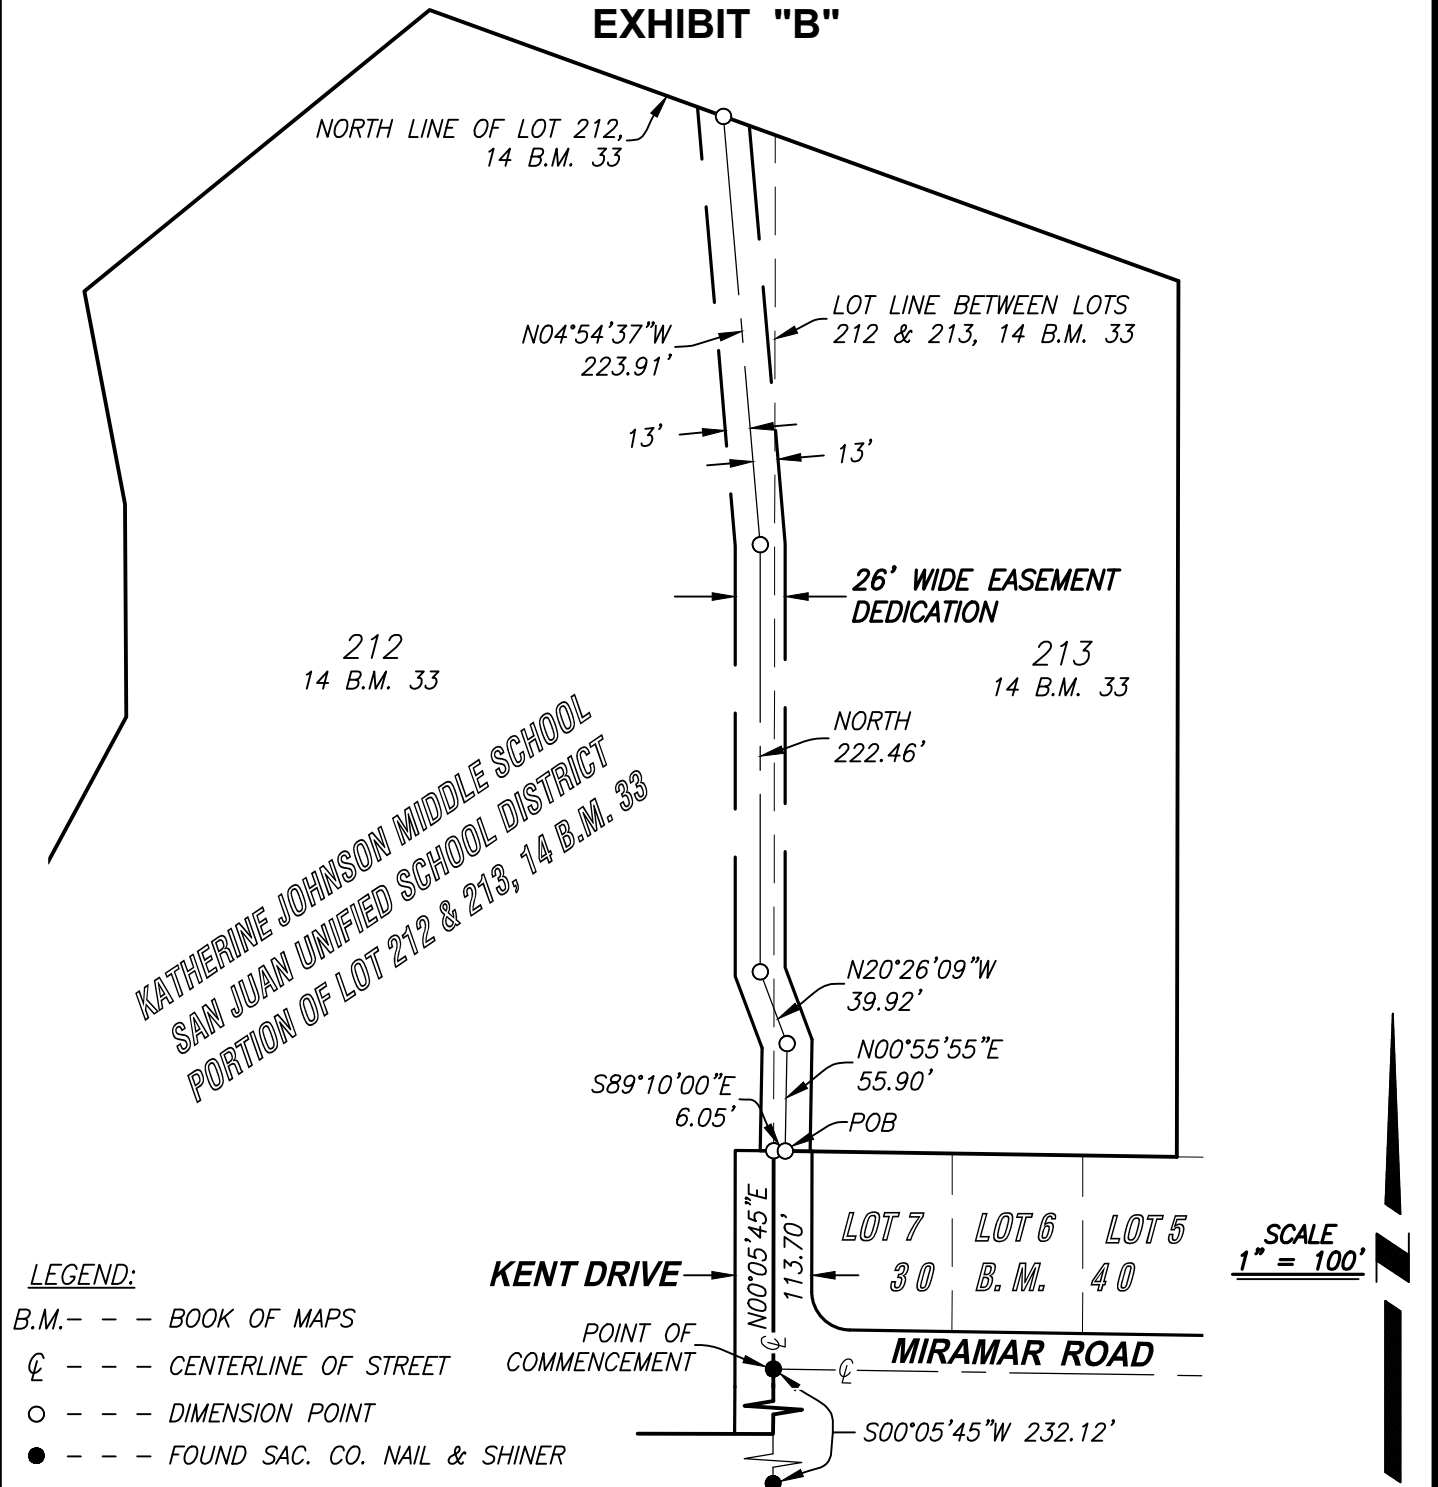 EXHIBIT "B"
NORTH LINE OF LOT 212,
14 B.M. 33
LOT LINE BETWEEN LOTS
212 & 213, 14 B.M. 33
N04°54'37"W
223.91'
13'
13'
26' WIDE EASEMENT
DEDICATION
212
14 B.M. 33
213
14 B.M. 33
NORTH
222.46'
KATHERINE JOHNSON MIDDLE SCHOOL
SAN JUAN UNIFIED SCHOOL DISTRICT
PORTION OF LOT 212 & 213, 14 B.M. 33
N20°26'09"W
39.92'
N00°55'55"E
55.90'
S89°10'00"E
6.05'
POB
N00°05'45"E
113.70'
LOT 7
LOT 6
LOT 5
30 B.M. 40
SCALE
1" = 100'
KENT DRIVE
POINT OF
COMMENCEMENT
℄
℄
MIRAMAR ROAD
S00°05'45"W 232.12'
LEGEND:
B.M. - - - BOOK OF MAPS
℄ - - - CENTERLINE OF STREET
○ - - - DIMENSION POINT
● - - - FOUND SAC. CO. NAIL & SHINER